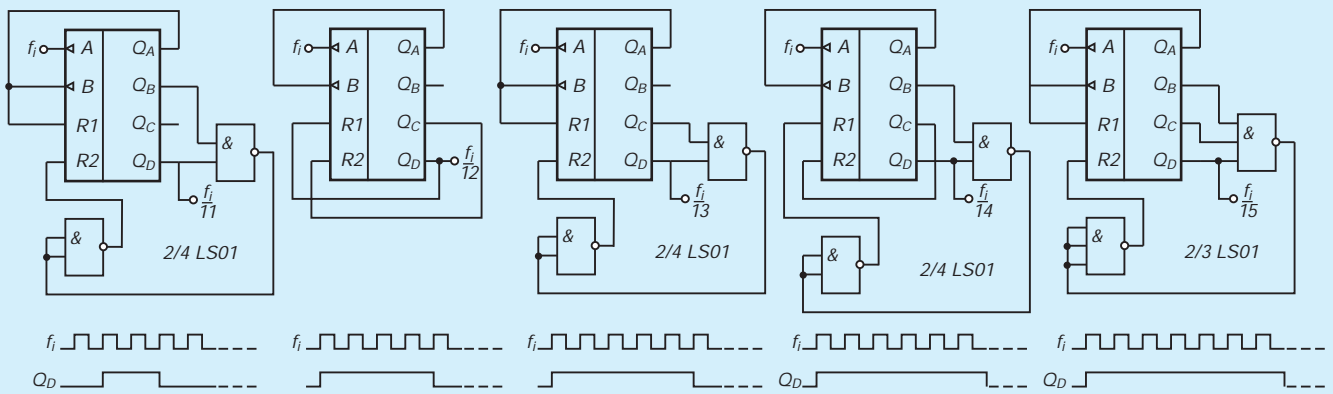 fi A QA
B QB
R1 QC &
R2 QD
fi/11
&
2/4 LS01
fi A QA
B QB
R1 QC
R2 QD fi/12
fi A QA
B QB
R1 QC &
R2 QD
fi/13
&
2/4 LS01
fi A QA
B QB
R1 QC &
R2 QD
fi/14
&
2/4 LS01
fi A QA
B QB
R1 QC &
R2 QD
fi/15
&
2/3 LS01
fi fi fi fi fi
QD QD QD